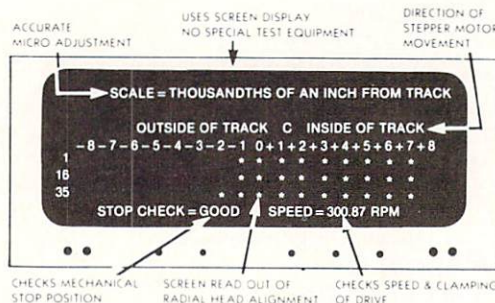 ACCURATE
MICRO ADJUSTMENT
USES SCREEN DISPLAY
NO SPECIAL TEST EQUIPMENT
DIRECTION OF
STEPPER MOTOR
MOVEMENT
SCALE = THOUSANDTHS OF AN INCH FROM TRACK
OUTSIDE OF TRACK C INSIDE OF TRACK
-8-7-6-5-4-3-2-1 0+1+2+3+4+5+6+7+8
1 * * * * * * * *
16 * * * * * * * *
35 * * * * * * * * *
STOP CHECK = GOOD SPEED = 300.87 RPM
CHECKS MECHANICAL
STOP POSITION
SCREEN READ OUT OF
RADIAL HEAD ALIGNMENT
CHECKS SPEED & CLAMPING
OF DRIVE